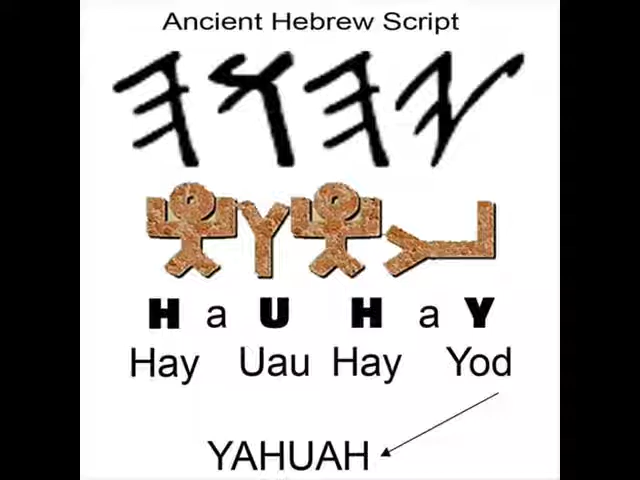 Ancient Hebrew Script
𐤉𐤄𐤅𐤄
H a U H a Y
Hay Uau Hay Yod
YAHUAH